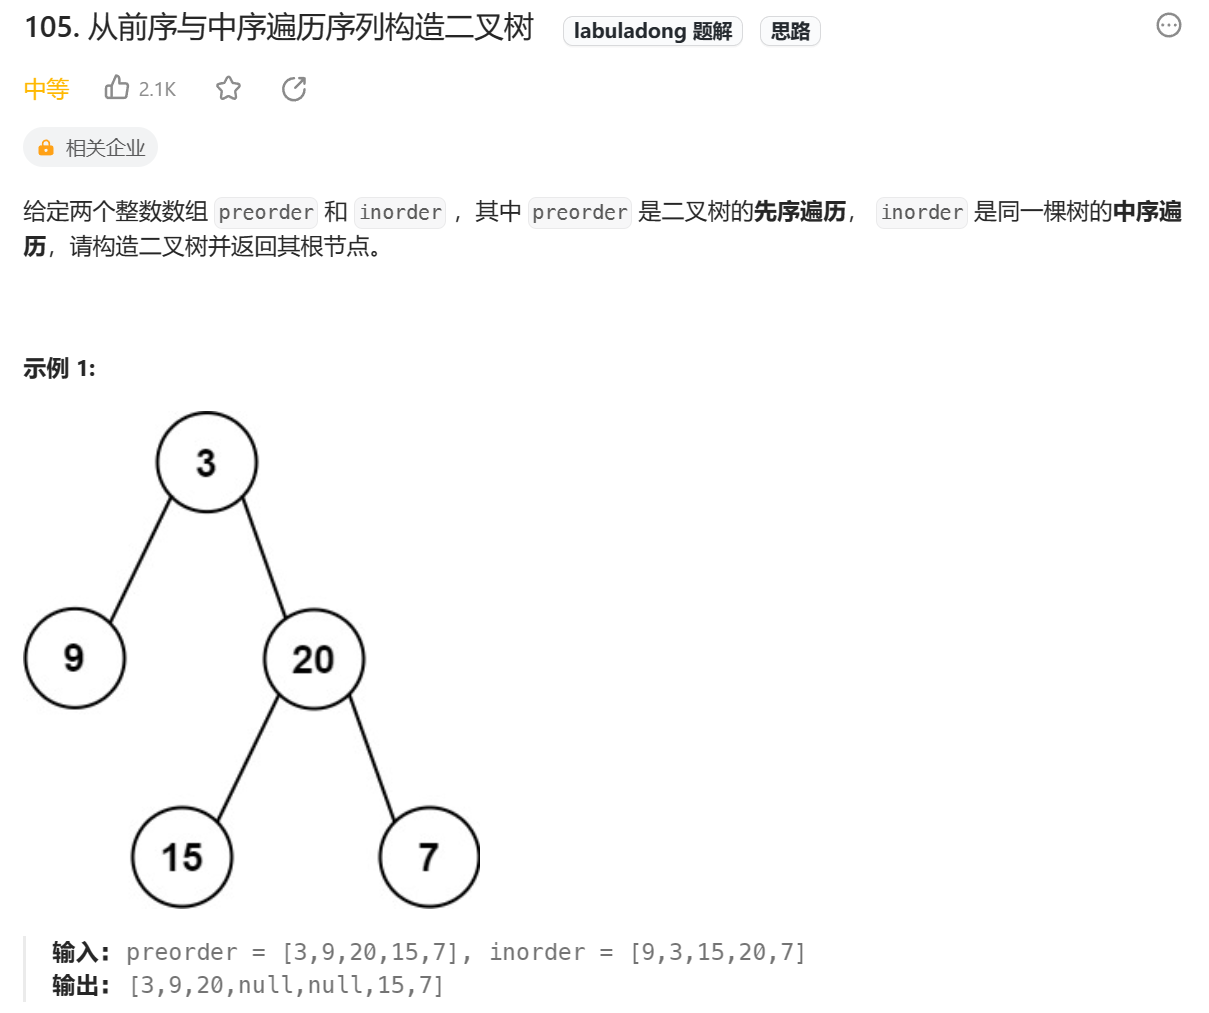 105. 从前序与中序遍历序列构造二叉树 labuladong 题解 思路
中等 2.1K
相关企业
给定两个整数数组 preorder 和 inorder ，其中 preorder 是二叉树的先序遍历， inorder 是同一棵树的中序遍
历，请构造二叉树并返回其根节点。
示例 1:
3
9 20
15 7
输入: preorder = [3,9,20,15,7], inorder = [9,3,15,20,7]
输出: [3,9,20,null,null,15,7]